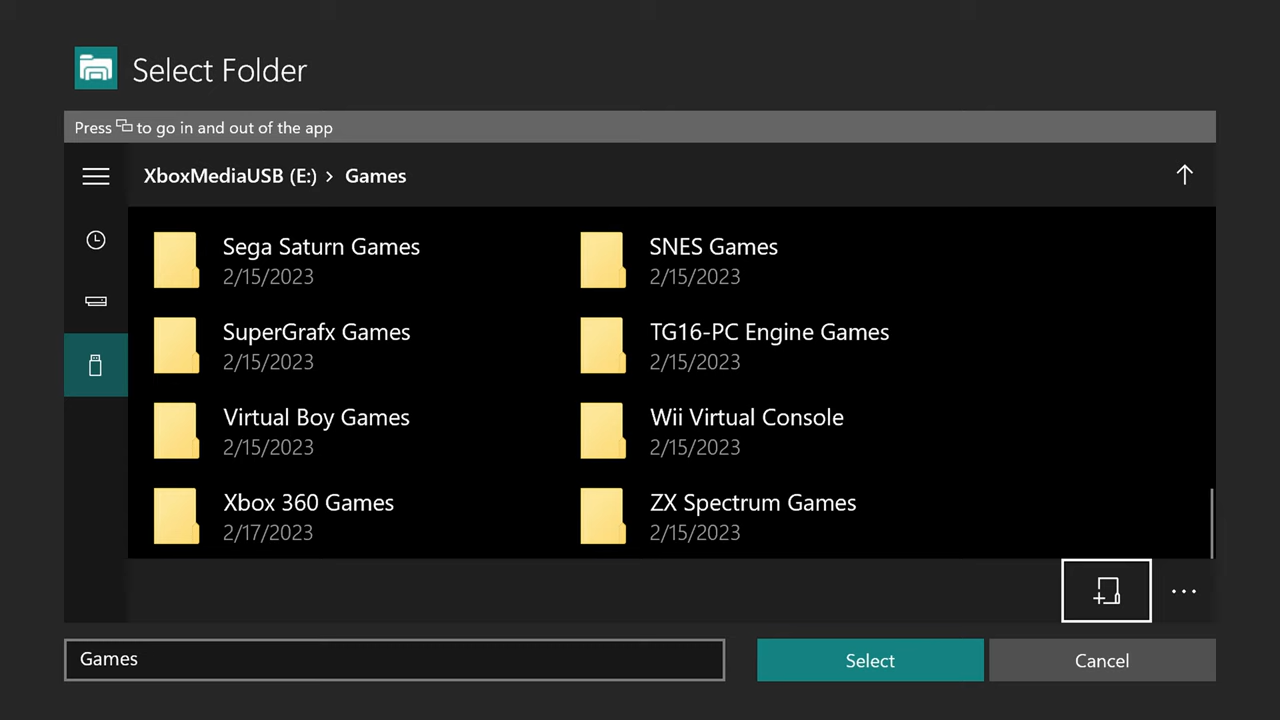 Select Folder
Press to go in and out of the app
XboxMediaUSB (E:) > Games
Sega Saturn Games
2/15/2023
SNES Games
2/15/2023
SuperGrafx Games
2/15/2023
TG16-PC Engine Games
2/15/2023
Virtual Boy Games
2/15/2023
Wii Virtual Console
2/15/2023
Xbox 360 Games
2/17/2023
ZX Spectrum Games
2/15/2023
Games
Select
Cancel